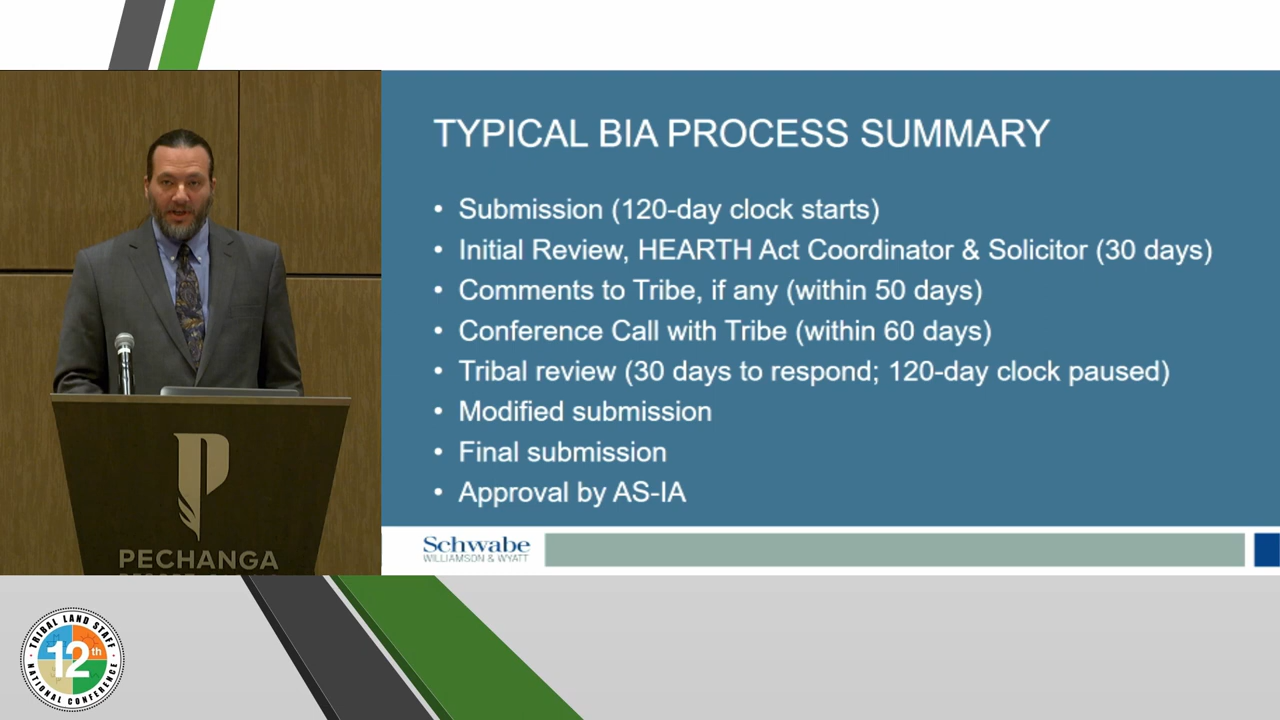 TYPICAL BIA PROCESS SUMMARY
• Submission (120-day clock starts)
• Initial Review, HEARTH Act Coordinator & Solicitor (30 days)
• Comments to Tribe, if any (within 50 days)
• Conference Call with Tribe (within 60 days)
• Tribal review (30 days to respond; 120-day clock paused)
• Modified submission
• Final submission
• Approval by AS-IA
Schwabe
WILLIAMSON & WYATT
PECHANGA
TRIBAL LAND STAFF
12th
NATIONAL CONFERENCE